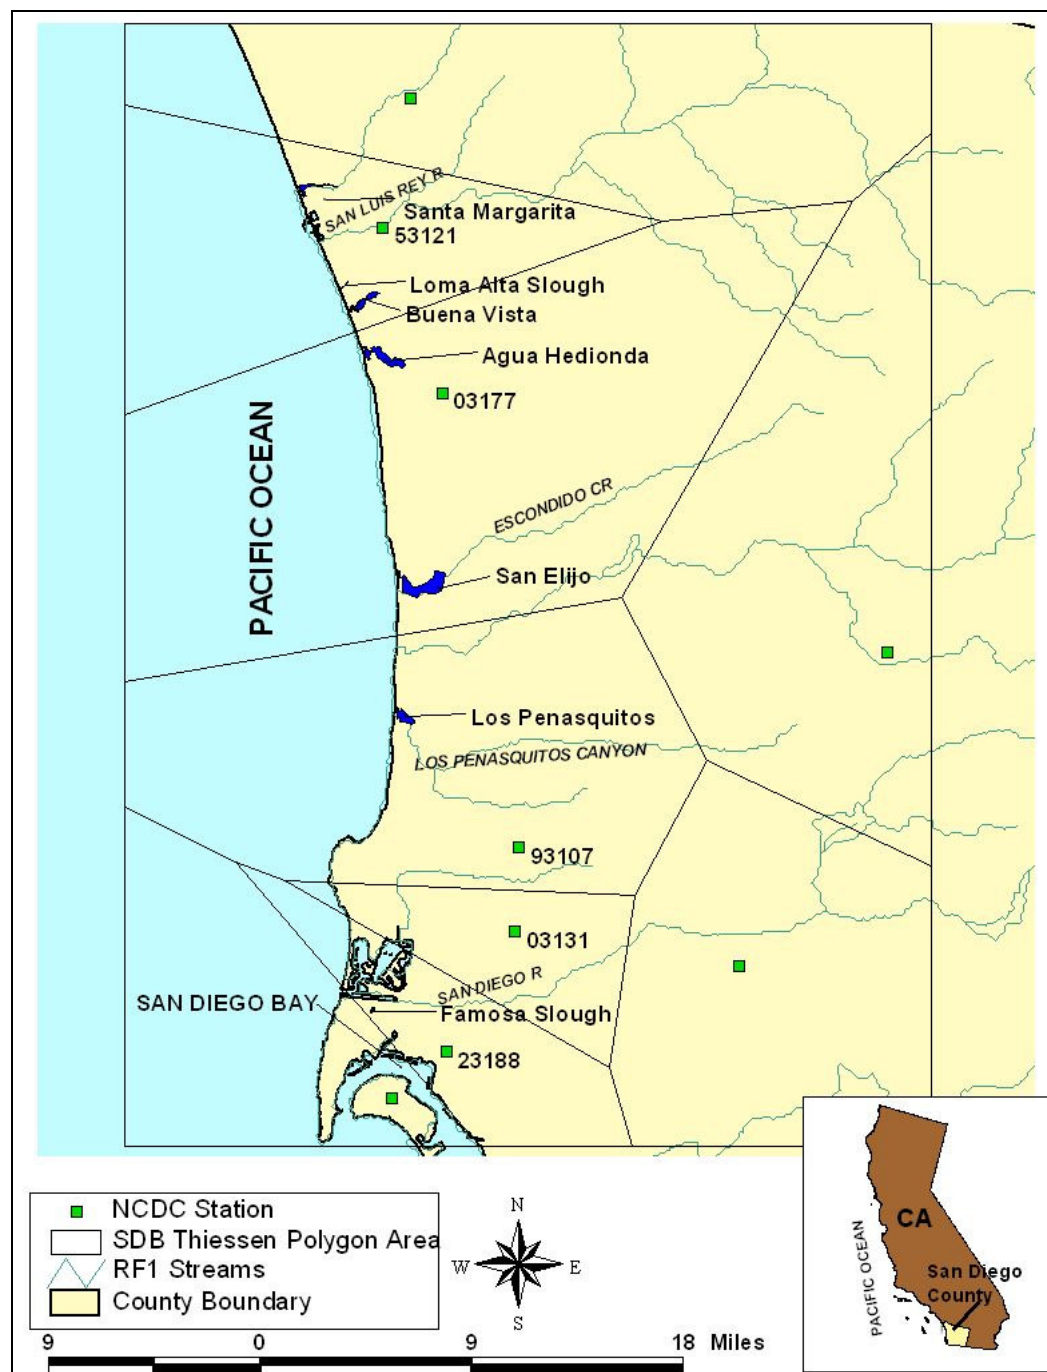 SAN LUIS REY R
Santa Margarita
53121
Loma Alta Slough
Buena Vista
Agua Hedionda
03177
PACIFIC OCEAN
ESCONDIDO CR
San Elijo
Los Penasquitos
LOS PENASQUITOS CANYON
93107
03131
SAN DIEGO R
SAN DIEGO BAY
Famosa Slough
23188
NCDC Station
SDB Thiessen Polygon Area
RF1 Streams
County Boundary
N
W
E
S
CA
PACIFIC OCEAN
San Diego
County
9 0 9 18 Miles